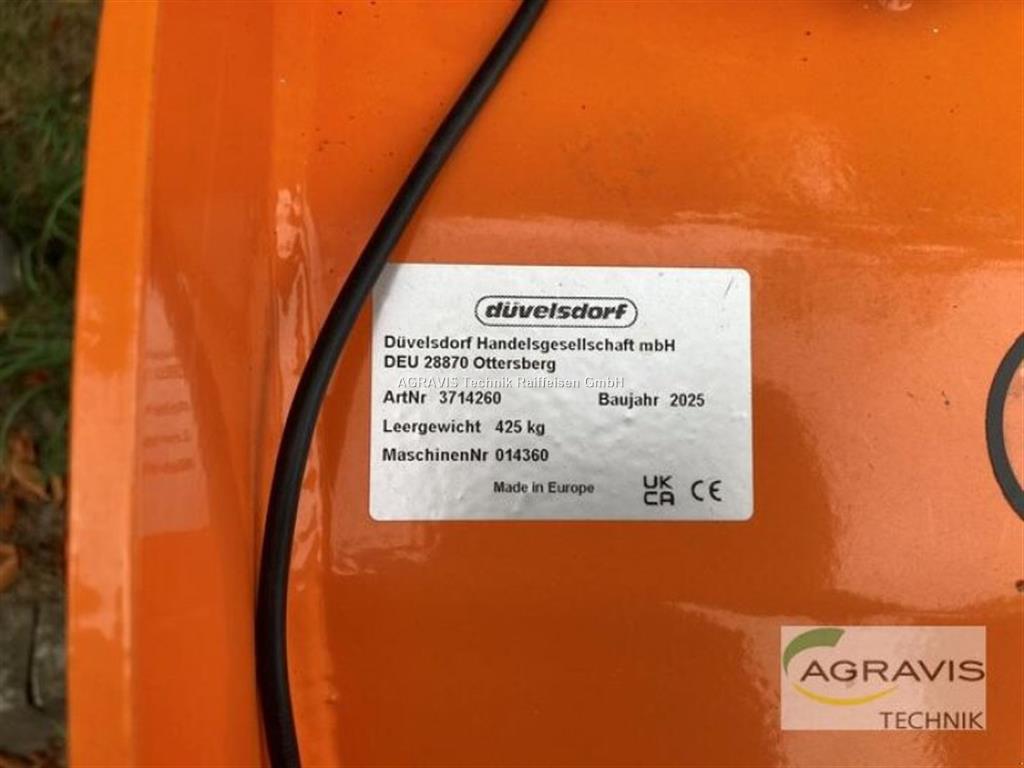 düvelsdorf
Düvelsdorf Handelsgesellschaft mbH
DEU 28870 Ottersberg
AGRAVIS Technik Raiffeisen GmbH
ArtNr 3714260 Baujahr 2025
Leergewicht 425 kg
MaschinenNr 014360
Made in Europe UK CA CE
AGRAVIS
TECHNIK